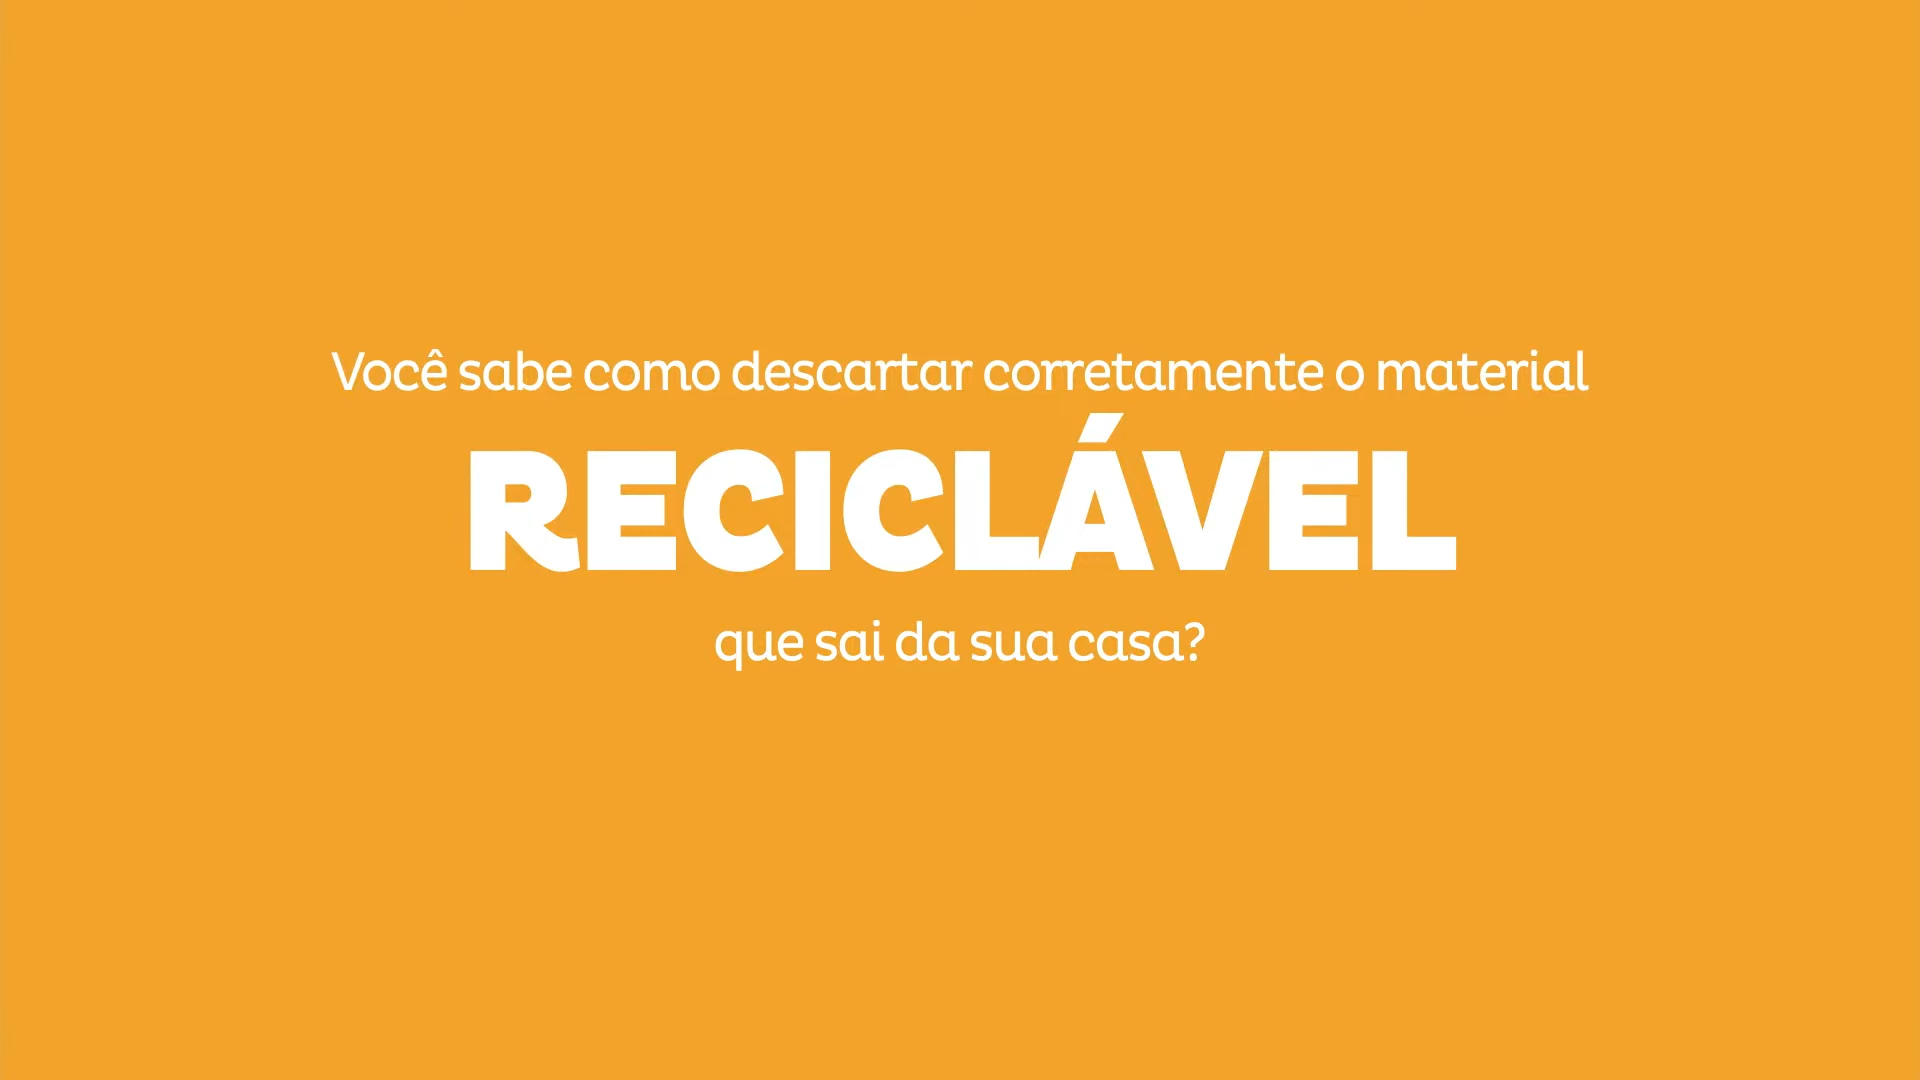 Você sabe como descartar corretamente o material
RECICLÁVEL
que sai da sua casa?